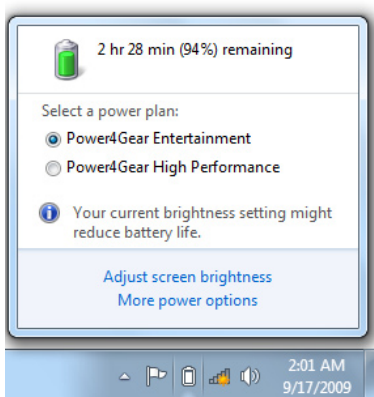 2 hr 28 min (94%) remaining
Select a power plan:
Power4Gear Entertainment
Power4Gear High Performance
Your current brightness setting might
reduce battery life.
Adjust screen brightness
More power options
2:01 AM
9/17/2009